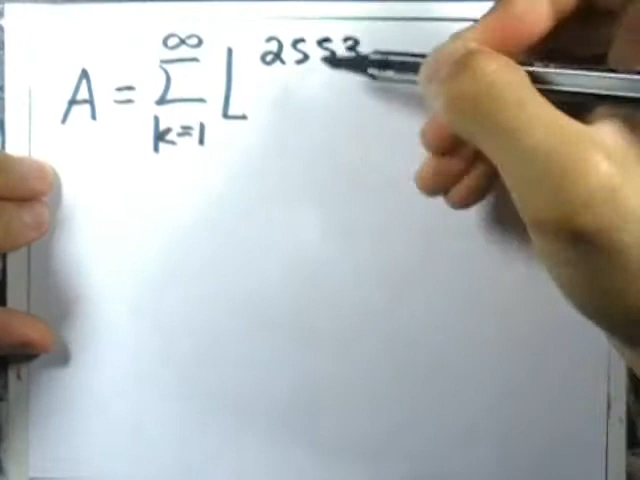 A = ∑_{k=1}^{∞} ⌊ 2553